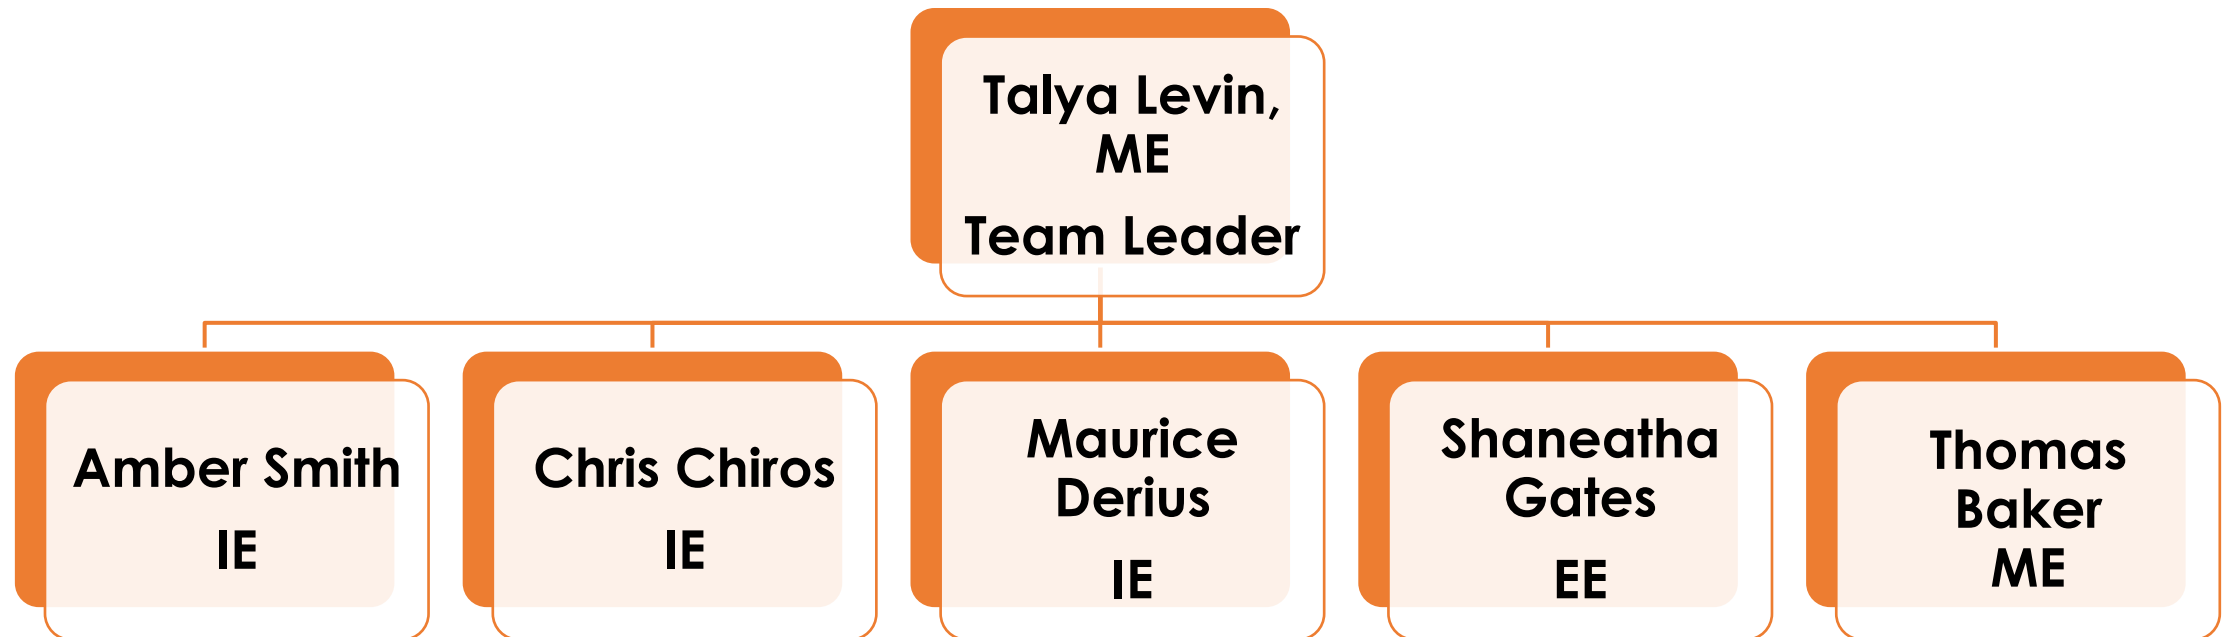 Talya Levin,
ME
Team Leader
Amber Smith
IE
Chris Chiros
IE
Maurice
Derius
IE
Shaneatha
Gates
EE
Thomas
Baker
ME